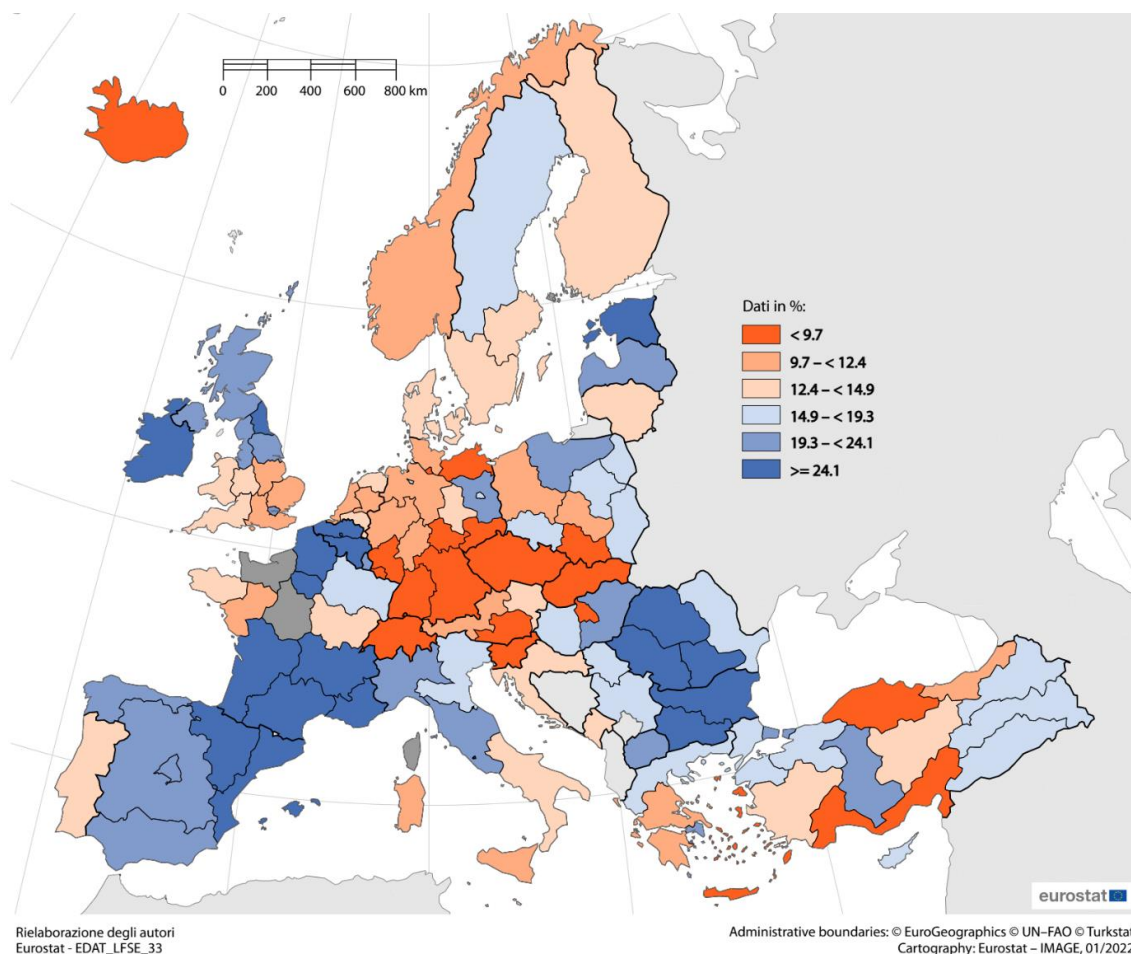 0 200 400 600 800 km
Dati in %:
< 9.7
9.7 – < 12.4
12.4 – < 14.9
14.9 – < 19.3
19.3 – < 24.1
>= 24.1
eurostat
Rielaborazione degli autori
Eurostat - EDAT_LFSE_33
Administrative boundaries: © EuroGeographics © UN–FAO © Turkstat
Cartography: Eurostat – IMAGE, 01/2022